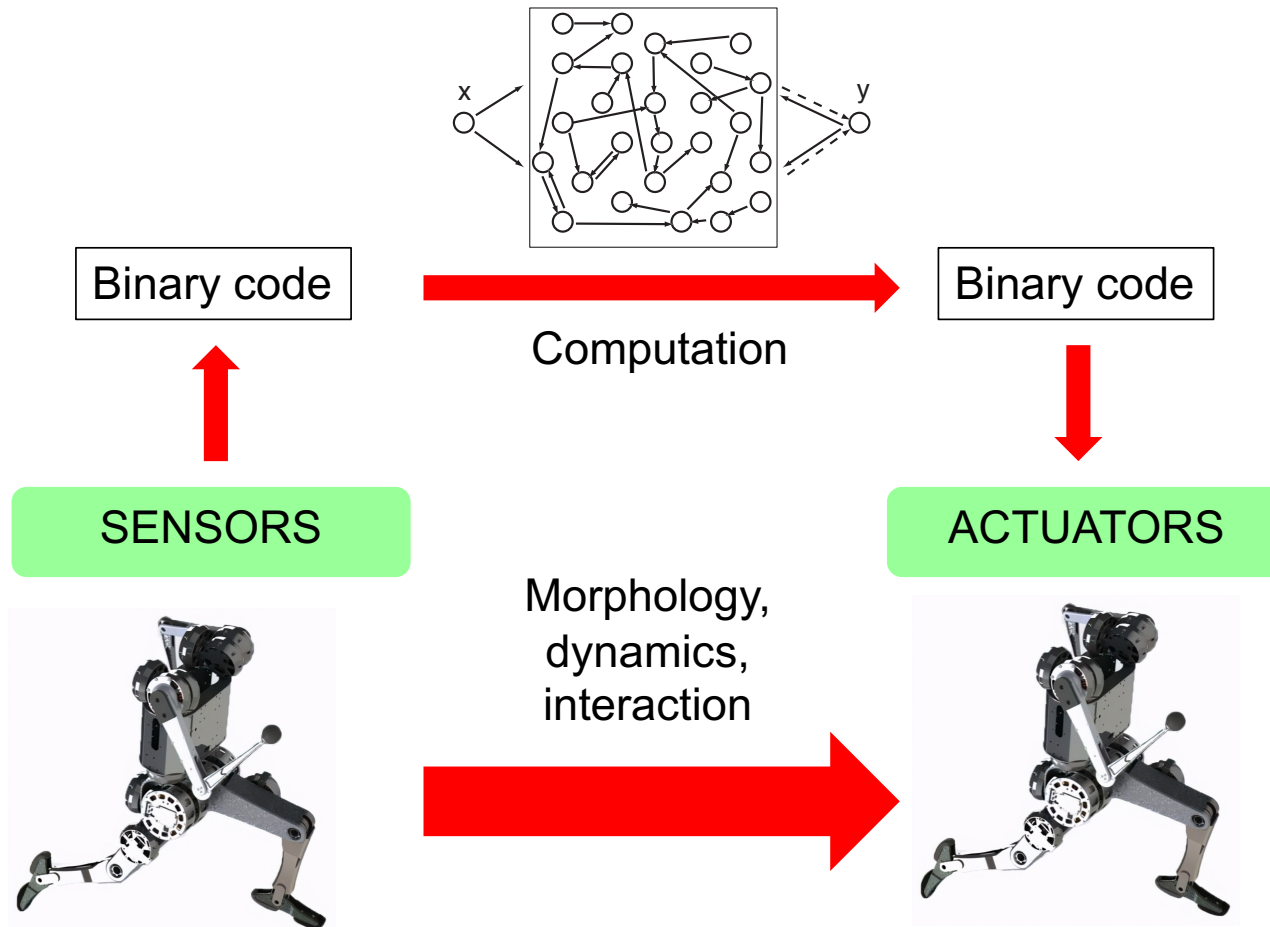 x
y
Binary code
Binary code
Computation
SENSORS
ACTUATORS
Morphology,
dynamics,
interaction